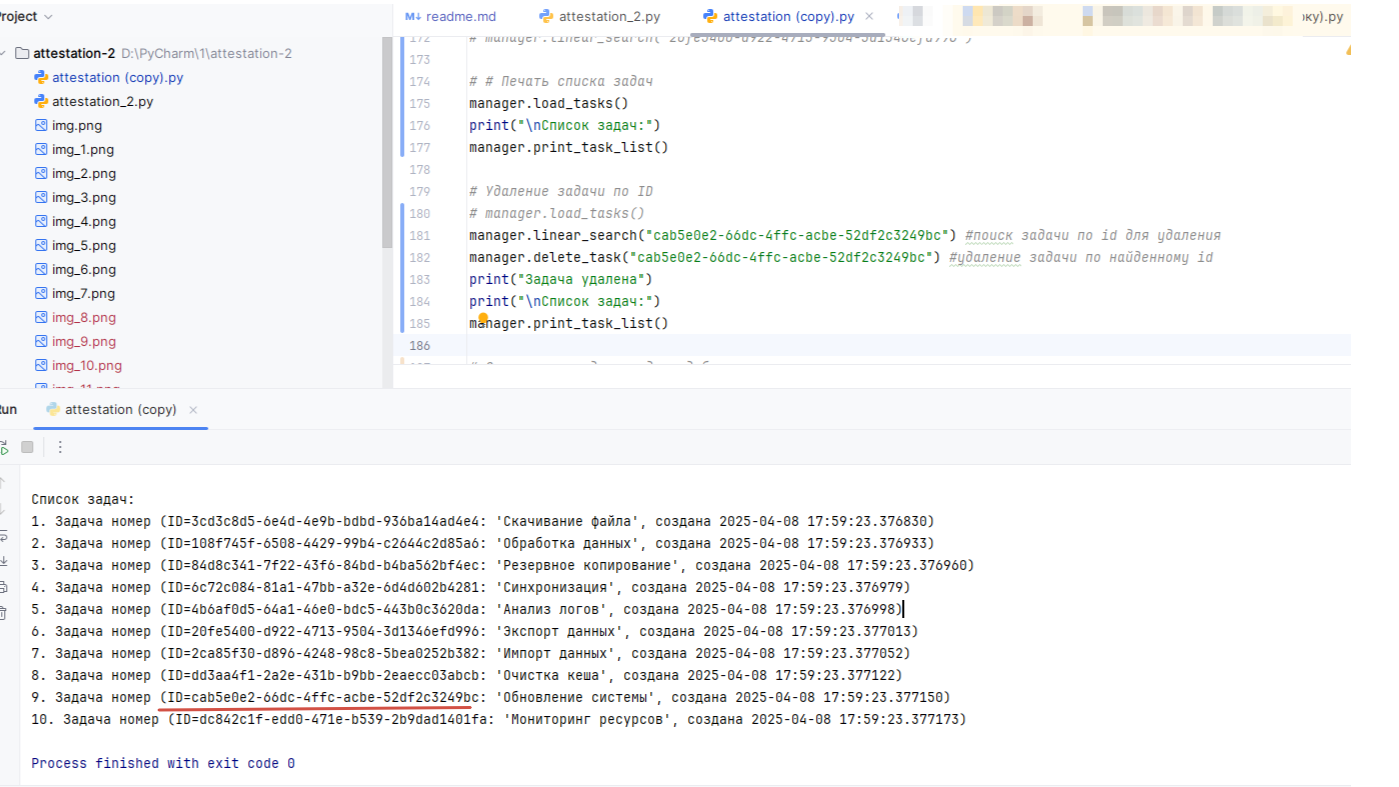 Project
readme.md
attestation_2.py
attestation (copy).py
attestation-2 D:\PyCharm\1\attestation-2
attestation (copy).py
attestation_2.py
img.png
img_1.png
img_2.png
img_3.png
img_4.png
img_5.png
img_6.png
img_7.png
img_8.png
img_9.png
img_10.png
img_11.png
172 # manager.linear_search("20fe5400-d922-4713-9504-3d1346efd996")
173
174 # # Печать списка задач
175 manager.load_tasks()
176 print("\nСписок задач:")
177 manager.print_task_list()
178
179 # Удаление задачи по ID
180 # manager.load_tasks()
181 manager.linear_search("cab5e0e2-66dc-4ffc-acbe-52df2c3249bc") #поиск задачи по id для удаления
182 manager.delete_task("cab5e0e2-66dc-4ffc-acbe-52df2c3249bc") #удаление задачи по найденному id
183 print("Задача удалена")
184 print("\nСписок задач:")
185 manager.print_task_list()
186
Run
attestation (copy)
Список задач:
1. Задача номер (ID=3cd3c8d5-6e4d-4e9b-bdbd-936ba14ad4e4: 'Скачивание файла', создана 2025-04-08 17:59:23.376830)
2. Задача номер (ID=108f745f-6508-4429-99b4-c2644c2d85a6: 'Обработка данных', создана 2025-04-08 17:59:23.376933)
3. Задача номер (ID=84d8c341-7f22-43f6-84bd-b4ba562bf4ec: 'Резервное копирование', создана 2025-04-08 17:59:23.376960)
4. Задача номер (ID=6c72c084-81a1-47bb-a32e-6d4d602b4281: 'Синхронизация', создана 2025-04-08 17:59:23.376979)
5. Задача номер (ID=4b6af0d5-64a1-46e0-bdc5-443b0c3620da: 'Анализ логов', создана 2025-04-08 17:59:23.376998)
6. Задача номер (ID=20fe5400-d922-4713-9504-3d1346efd996: 'Экспорт данных', создана 2025-04-08 17:59:23.377013)
7. Задача номер (ID=2ca85f30-d896-4248-98c8-5bea0252b382: 'Импорт данных', создана 2025-04-08 17:59:23.377052)
8. Задача номер (ID=dd3aa4f1-2a2e-431b-b9bb-2eaecc03abcb: 'Очистка кеша', создана 2025-04-08 17:59:23.377122)
9. Задача номер (ID=cab5e0e2-66dc-4ffc-acbe-52df2c3249bc: 'Обновление системы', создана 2025-04-08 17:59:23.377150)
10. Задача номер (ID=dc842c1f-edd0-471e-b539-2b9dad1401fa: 'Мониторинг ресурсов', создана 2025-04-08 17:59:23.377173)
Process finished with exit code 0